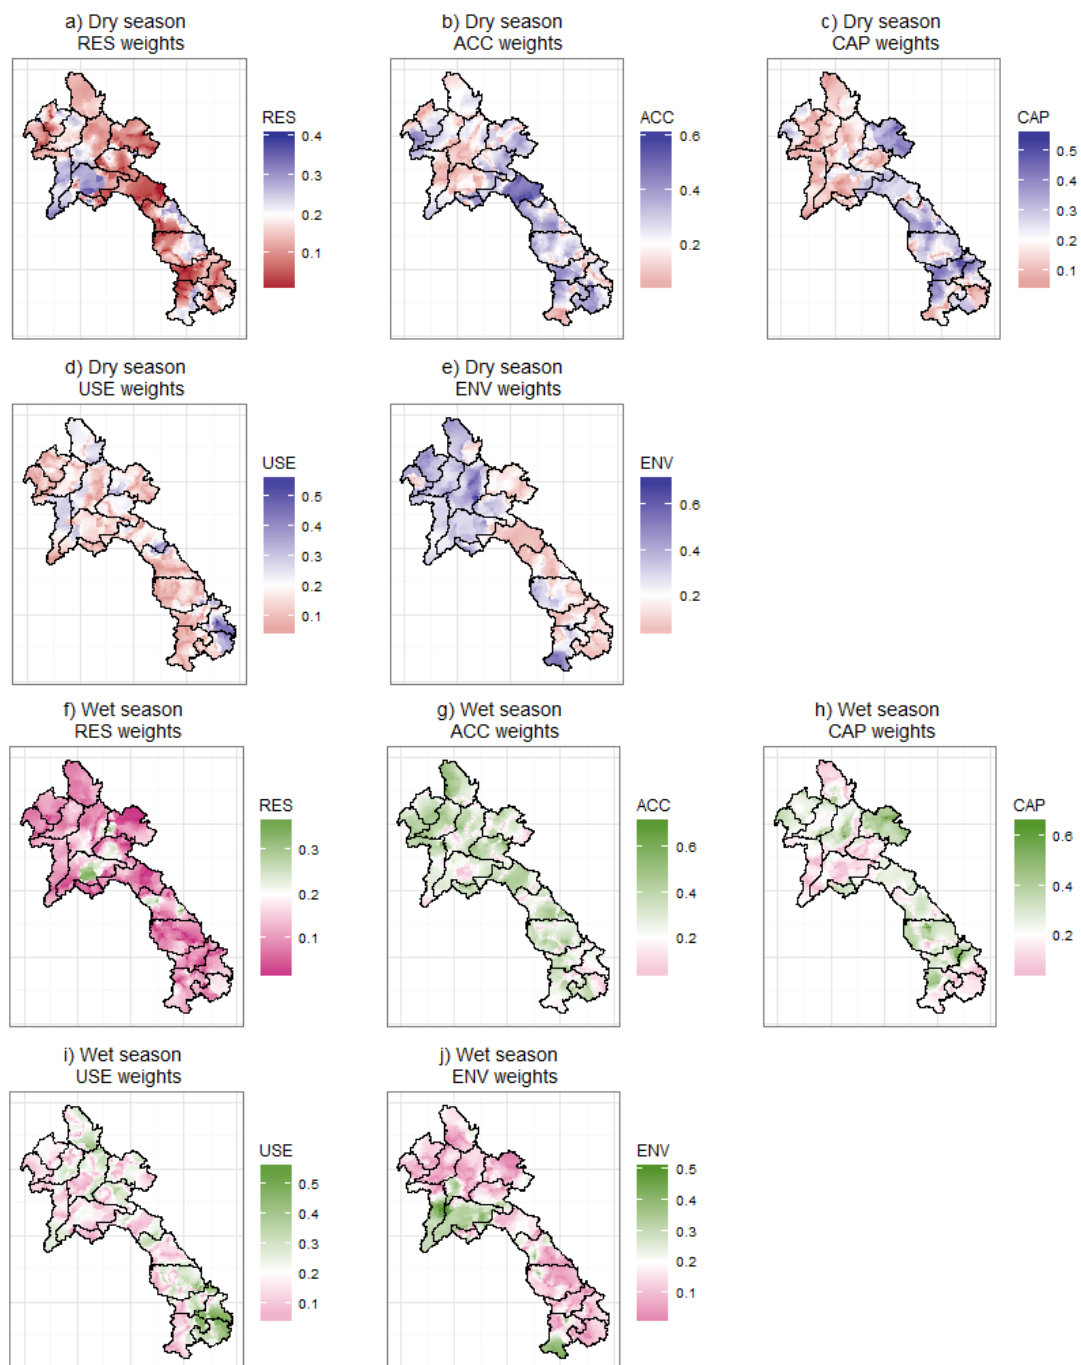 a) Dry season
RES weights
b) Dry season
ACC weights
c) Dry season
CAP weights
RES
0.4
0.3
0.2
0.1
ACC
0.6
0.4
0.2
CAP
0.5
0.4
0.3
0.2
0.1
d) Dry season
USE weights
e) Dry season
ENV weights
USE
0.5
0.4
0.3
0.2
0.1
ENV
0.6
0.4
0.2
f) Wet season
RES weights
g) Wet season
ACC weights
h) Wet season
CAP weights
RES
0.3
0.2
0.1
ACC
0.6
0.4
0.2
CAP
0.6
0.4
0.2
i) Wet season
USE weights
j) Wet season
ENV weights
USE
0.5
0.4
0.3
0.2
0.1
ENV
0.5
0.4
0.3
0.2
0.1